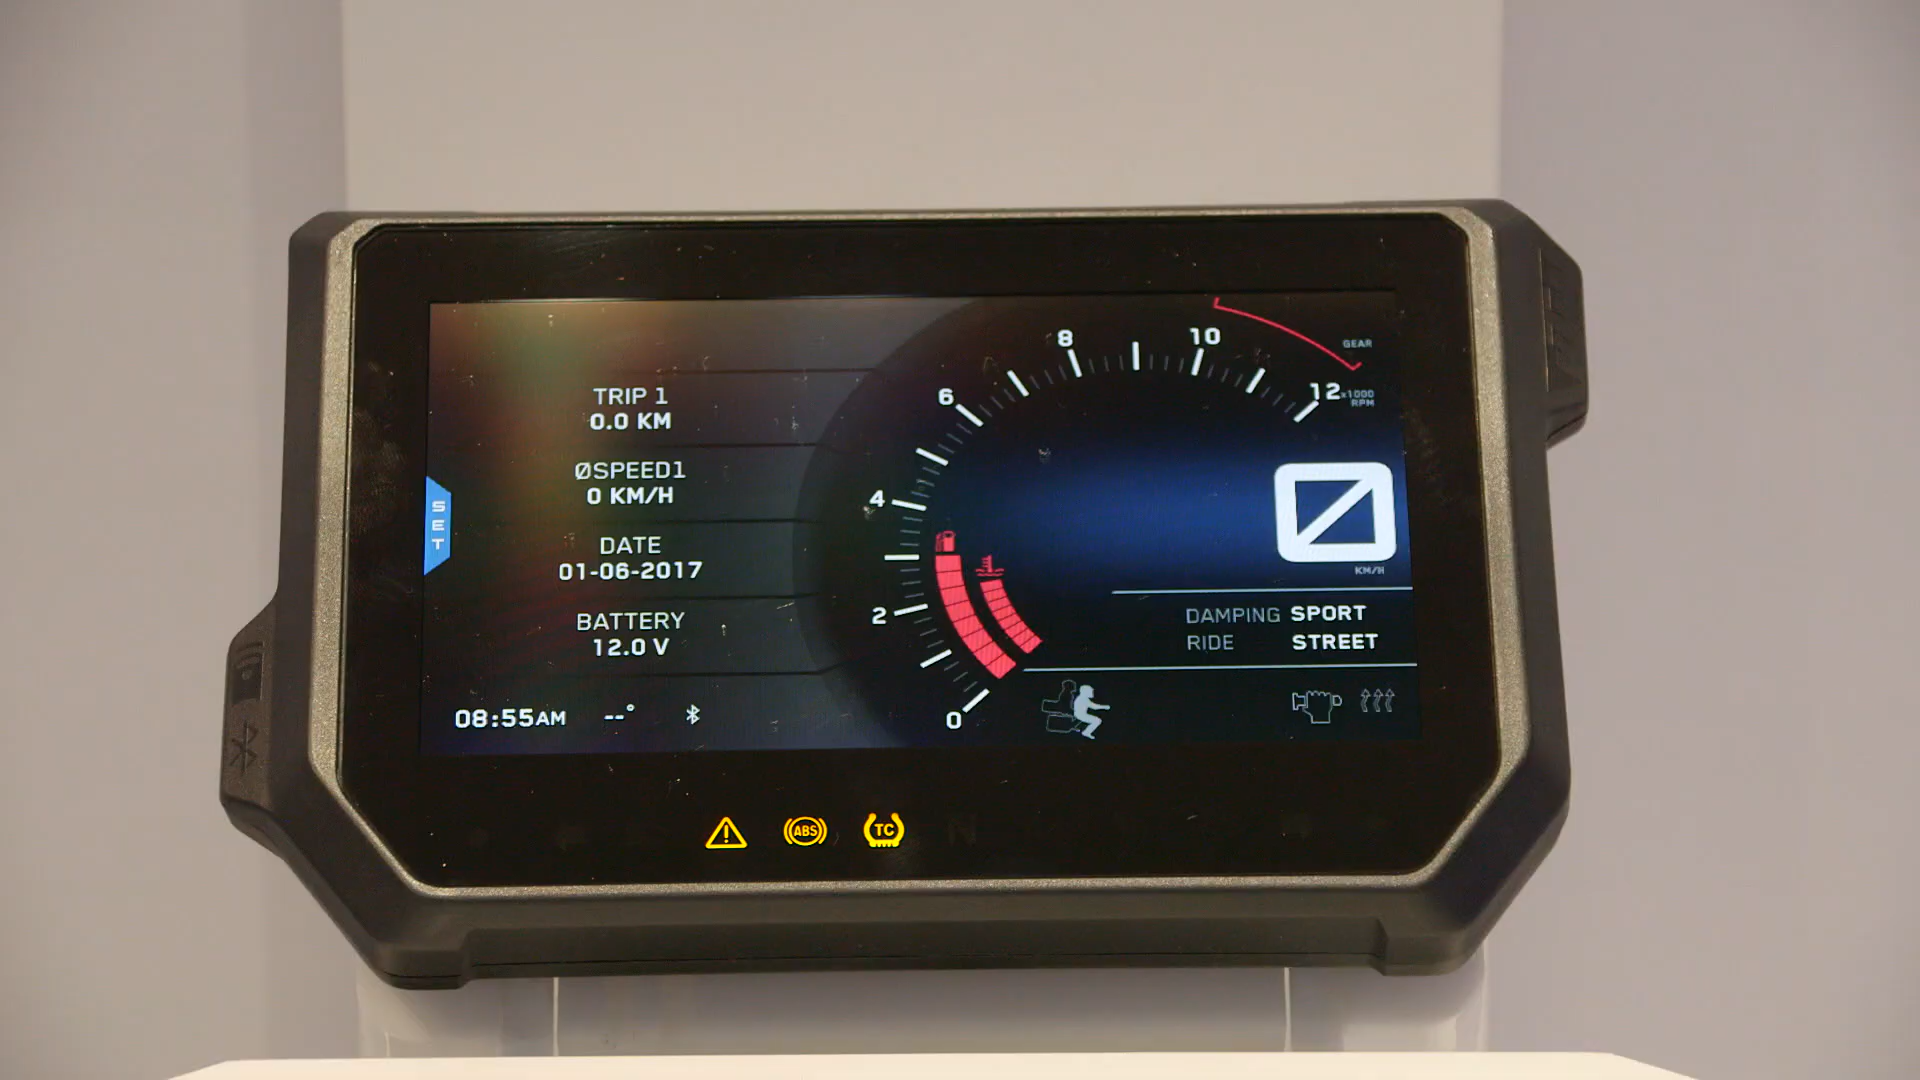 TRIP 1
0.0 KM
ØSPEED1
0 KM/H
DATE
01-06-2017
BATTERY
12.0 V
SET
08:55AM
--°
0
2
4
6
8
10
12
x1000
RPM
GEAR
0
KM/H
DAMPING SPORT
RIDE STREET
ABS
TC
N